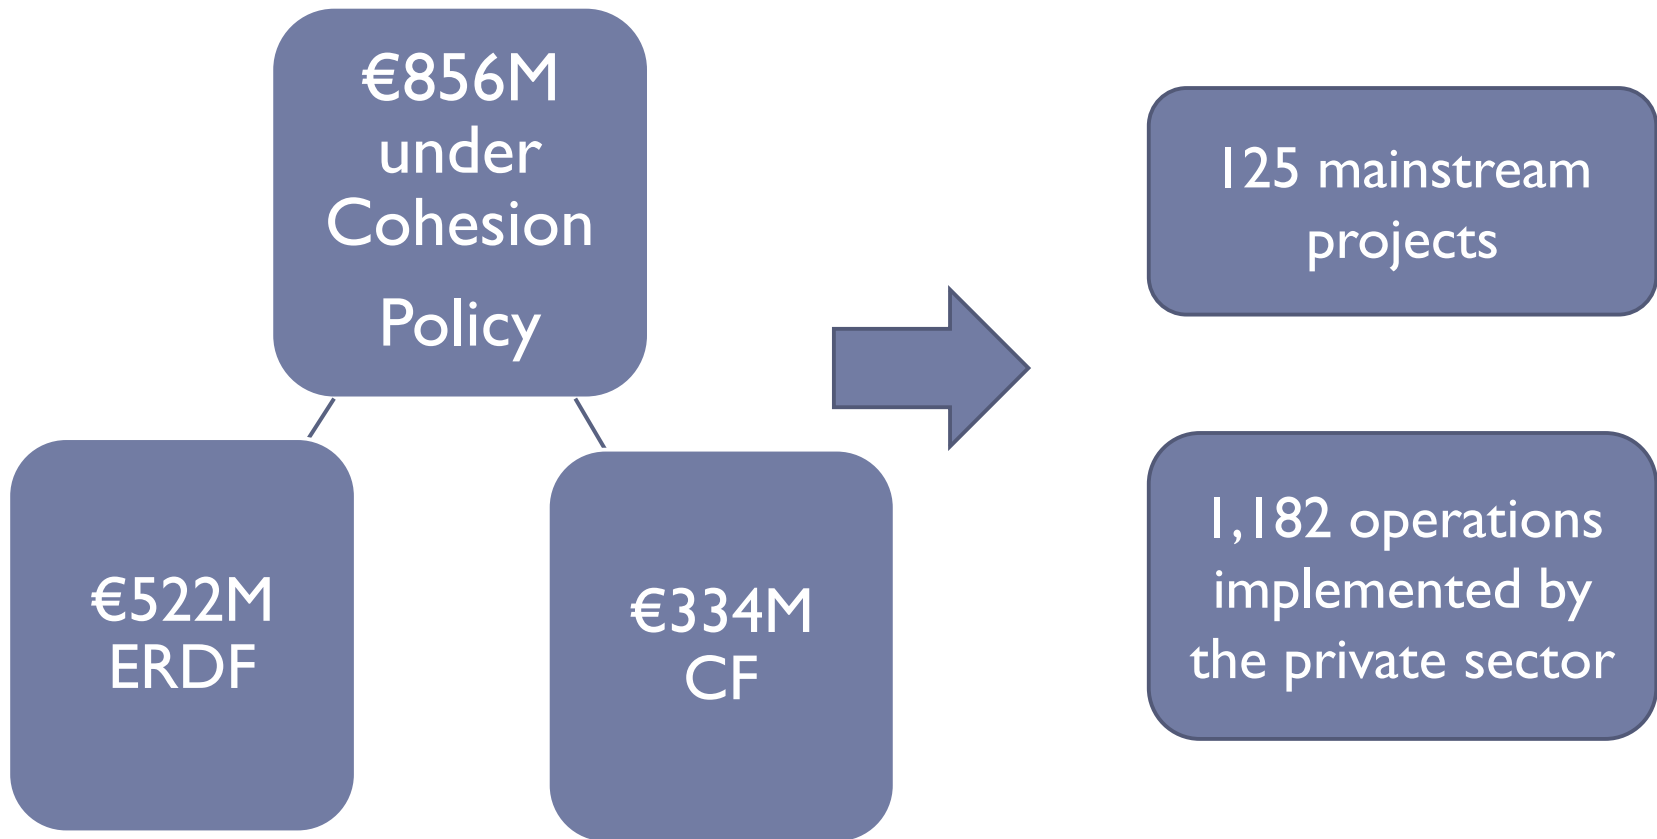 €856M
under
Cohesion
Policy
€522M
ERDF
€334M
CF
125 mainstream
projects
1,182 operations
implemented by
the private sector